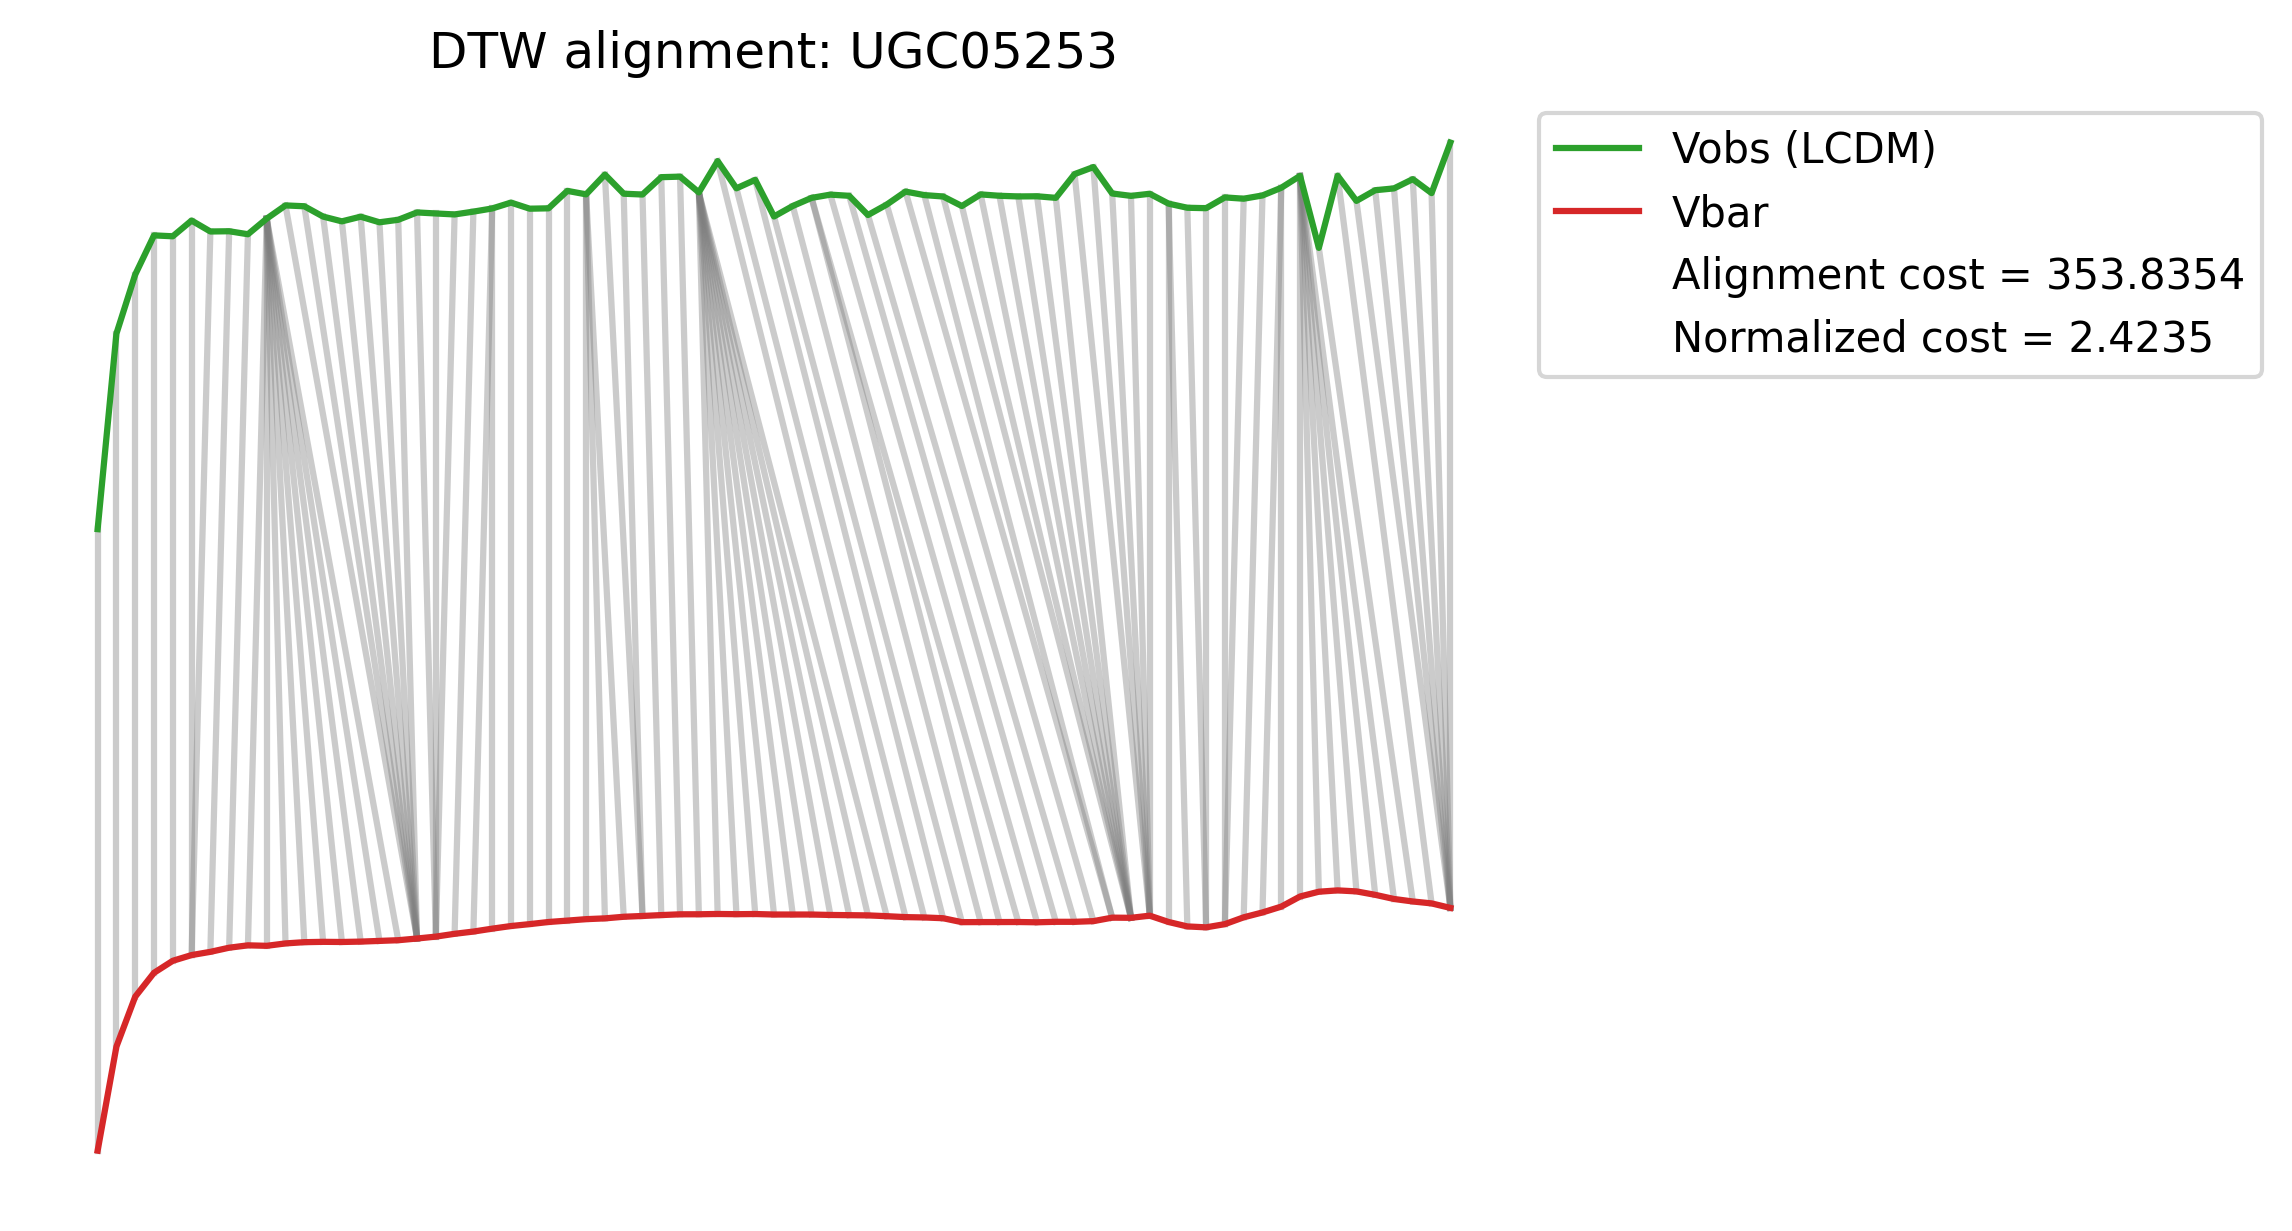 DTW alignment: UGC05253
Vobs (LCDM)
Vbar
Alignment cost = 353.8354
Normalized cost = 2.4235